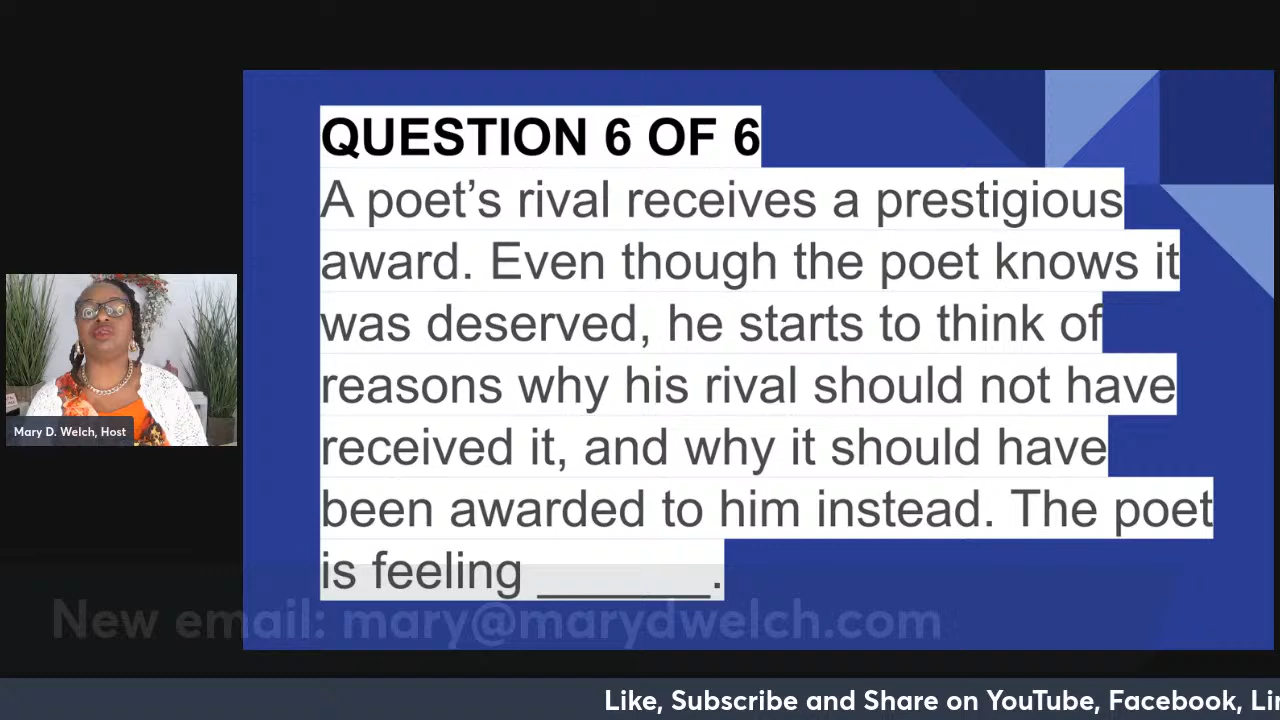 QUESTION 6 OF 6
A poet’s rival receives a prestigious
award. Even though the poet knows it
was deserved, he starts to think of
reasons why his rival should not have
received it, and why it should have
been awarded to him instead. The poet
is feeling _______.
Mary D. Welch, Host
New email: mary@marydwelch.com
Like, Subscribe and Share on YouTube, Facebook,